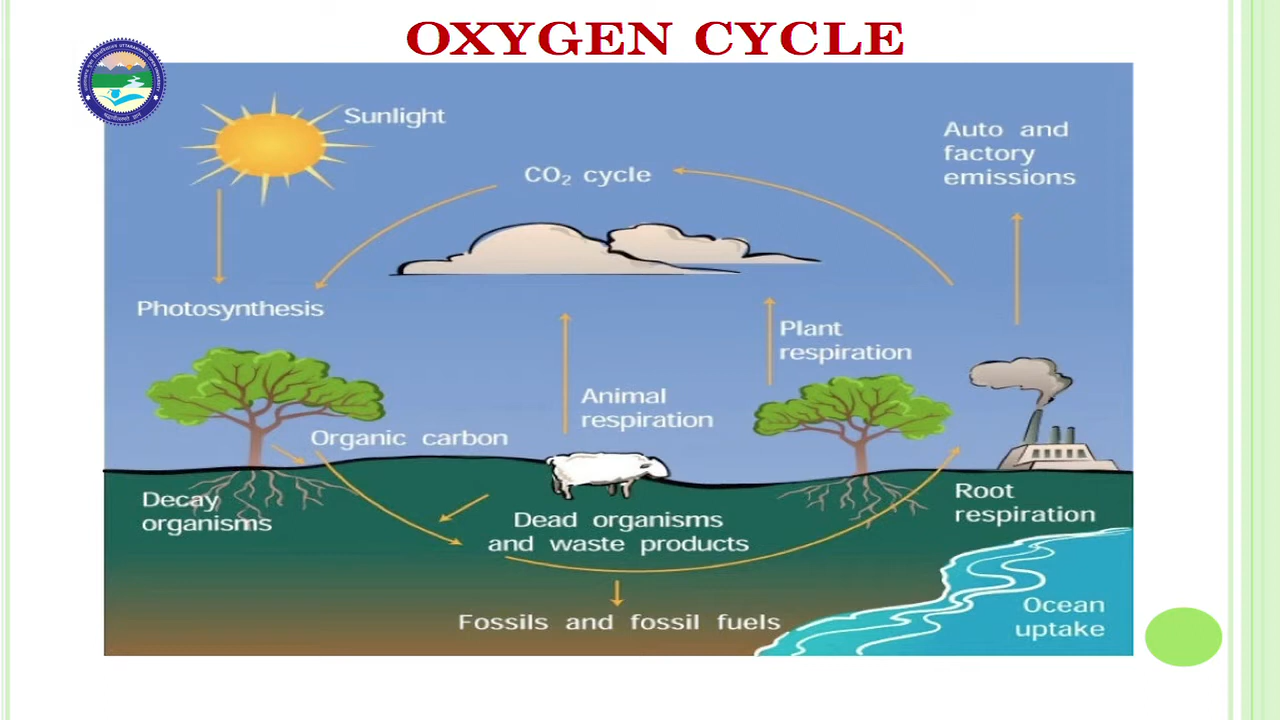 OXYGEN CYCLE
Sunlight
Auto and
factory
emissions
CO₂ cycle
Photosynthesis
Plant
respiration
Animal
respiration
Organic carbon
Decay
organisms
Root
respiration
Dead organisms
and waste products
Fossils and fossil fuels
Ocean
uptake